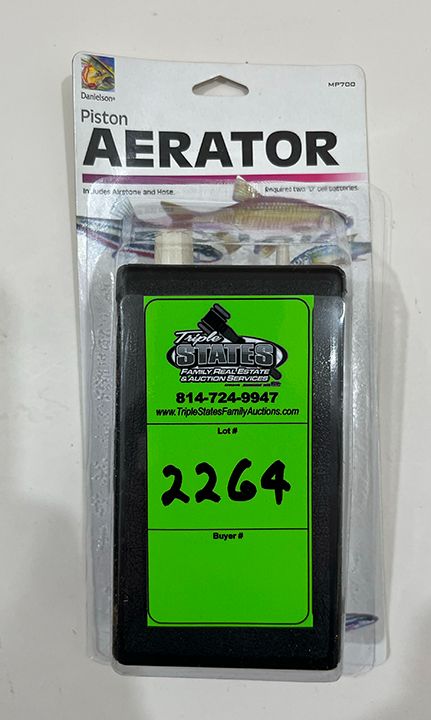 MP700
Danielson®
Piston
AERATOR
Includes Airstone and Hose.
Required two "D" cell batteries.
Triple
STATES
FAMILY REAL ESTATE
& AUCTION SERVICES
814-724-9947
www.TripleStatesFamilyAuctions.com
Lot #
2264
Buyer #